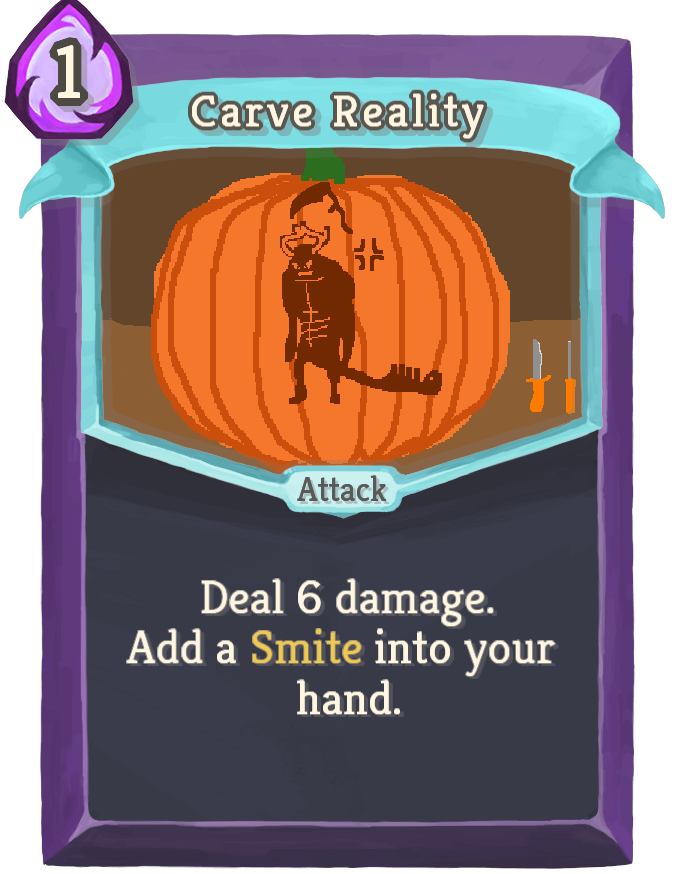 1
Carve Reality
Attack
Deal 6 damage.
Add a Smite into your
hand.